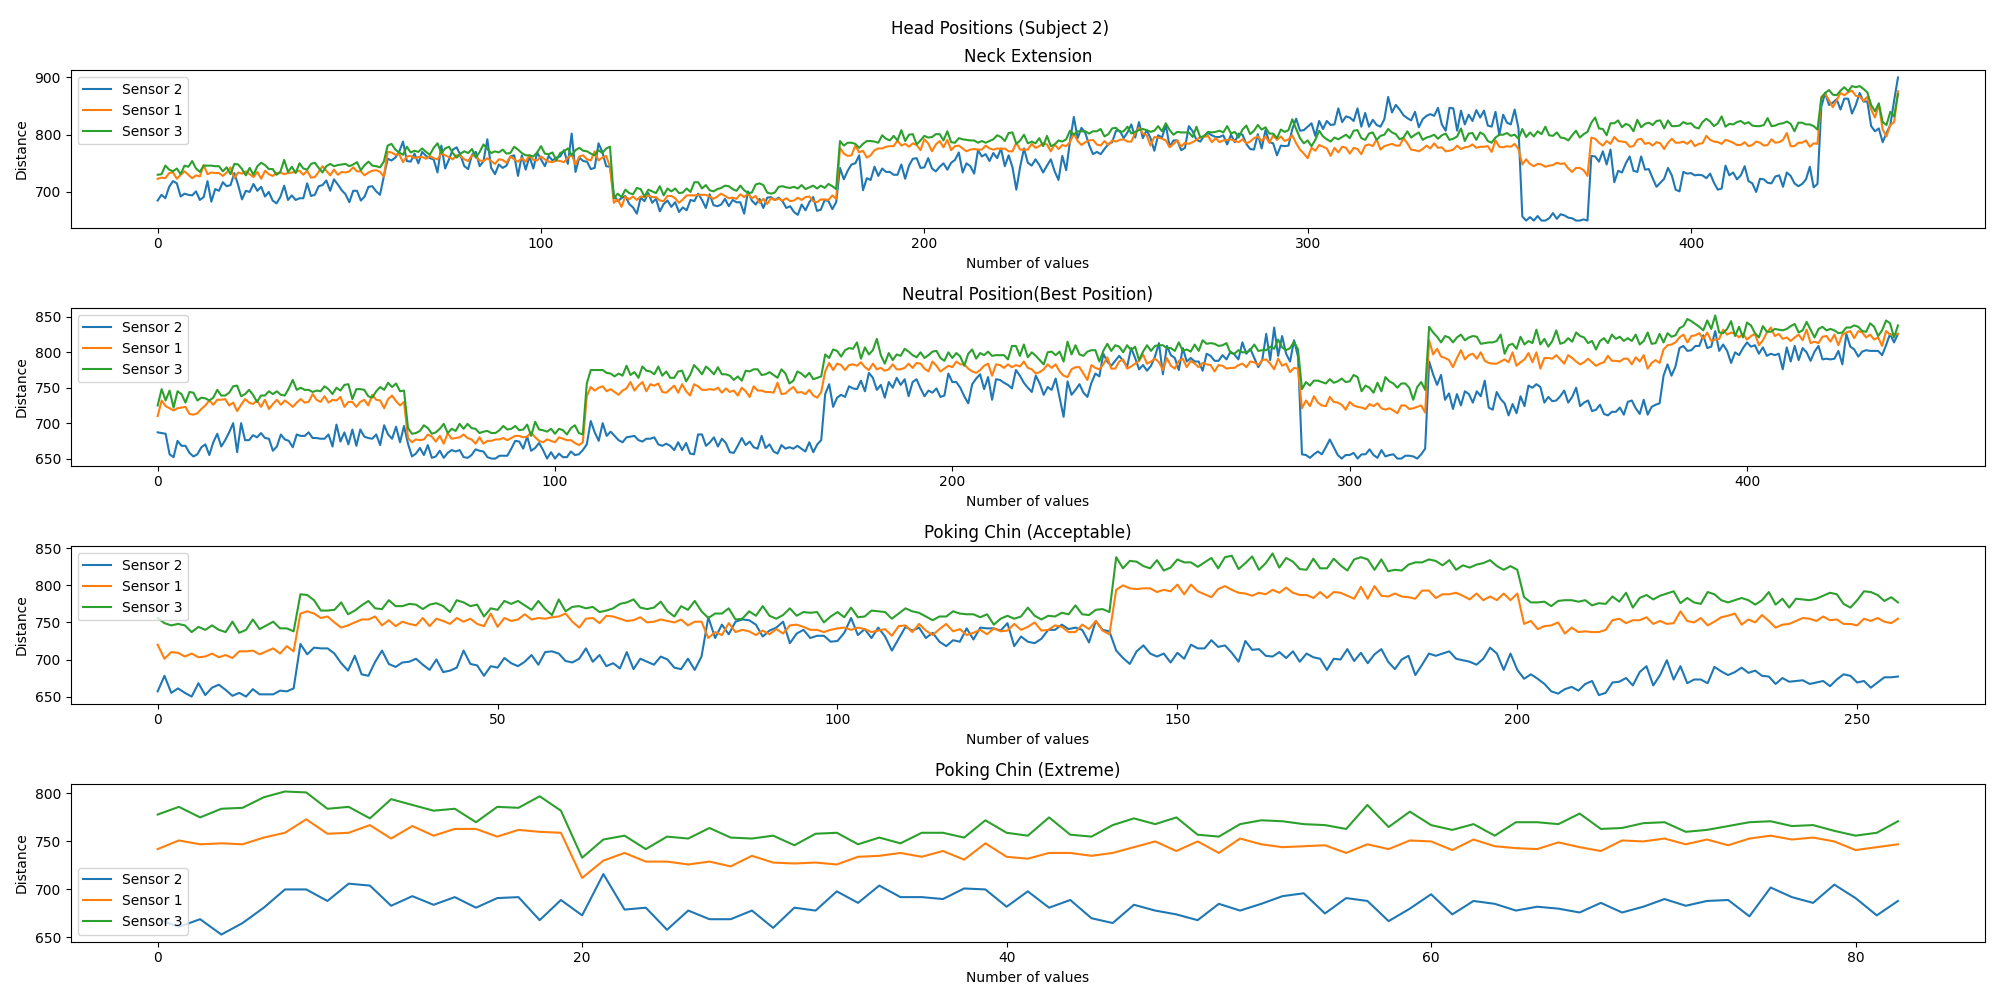 Head Positions (Subject 2)
Neck Extension
900
800
700
Distance
Sensor 2
Sensor 1
Sensor 3
0 100 200 300 400
Number of values
Neutral Position(Best Position)
850
800
750
700
650
Distance
Sensor 2
Sensor 1
Sensor 3
0 100 200 300 400
Number of values
Poking Chin (Acceptable)
850
800
750
700
650
Distance
Sensor 2
Sensor 1
Sensor 3
0 50 100 150 200 250
Number of values
Poking Chin (Extreme)
800
750
700
650
Distance
Sensor 2
Sensor 1
Sensor 3
0 20 40 60 80
Number of values